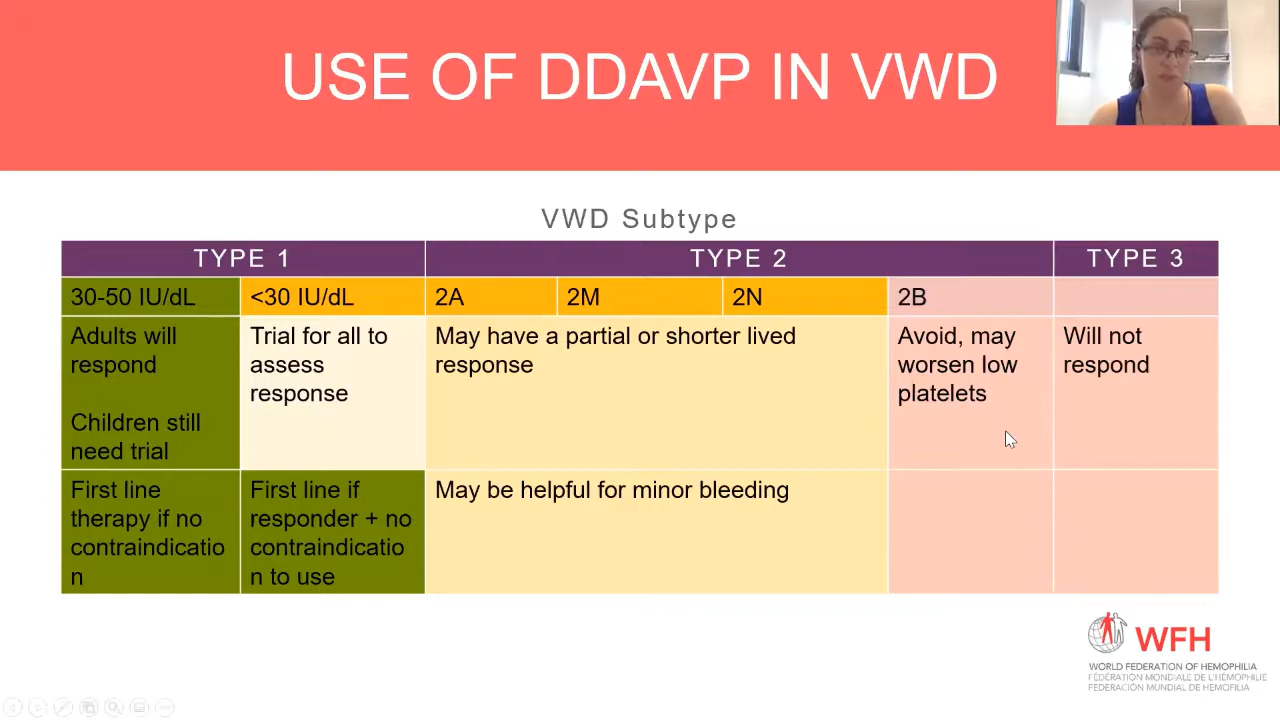 USE OF DDAVP IN VWD
VWD Subtype
TYPE 1
TYPE 2
TYPE 3
30-50 IU/dL
<30 IU/dL
2A
2M
2N
2B
Adults will
respond
Children still
need trial
Trial for all to
assess
response
May have a partial or shorter lived
response
Avoid, may
worsen low
platelets
Will not
respond
First line
therapy if no
contraindicatio
n
First line if
responder + no
contraindicatio
n to use
May be helpful for minor bleeding
WFH
WORLD FEDERATION OF HEMOPHILIA
FÉDÉRATION MONDIALE DE L'HÉMOPHILIE
FEDERACIÓN MUNDIAL DE HEMOFILIA